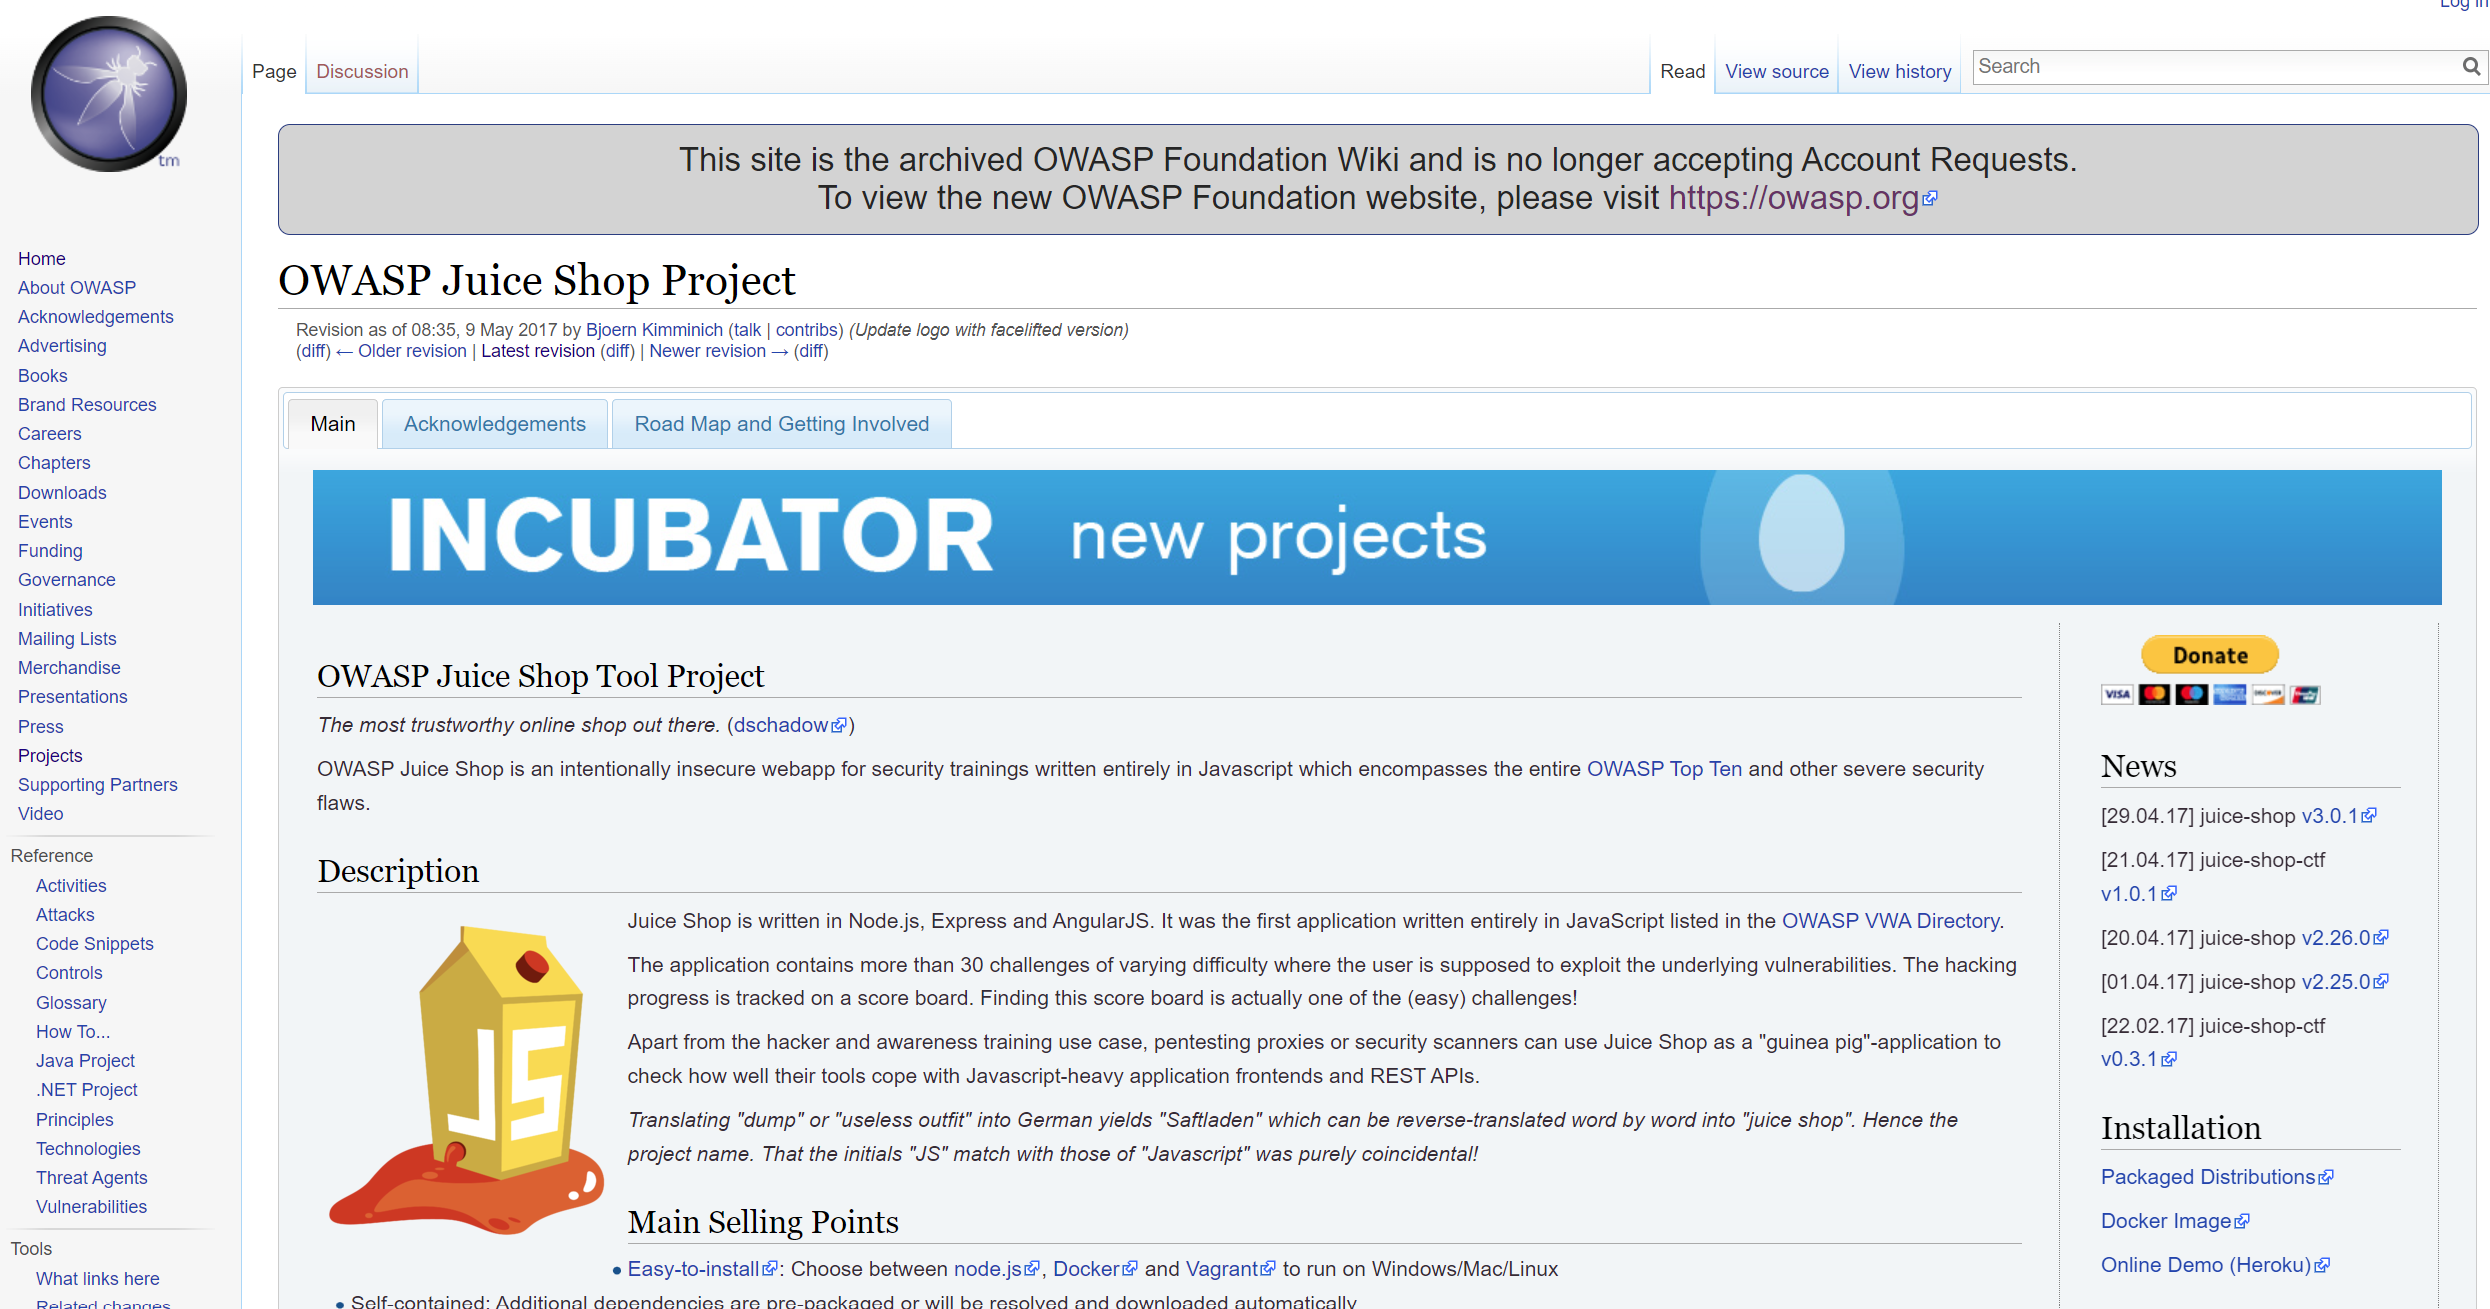 Log in
tm
Page
Discussion
Read
View source
View history
Search
This site is the archived OWASP Foundation Wiki and is no longer accepting Account Requests.
To view the new OWASP Foundation website, please visit https://owasp.org
Home
About OWASP
Acknowledgements
Advertising
Books
Brand Resources
Careers
Chapters
Downloads
Events
Funding
Governance
Initiatives
Mailing Lists
Merchandise
Presentations
Press
Projects
Supporting Partners
Video
Reference
Activities
Attacks
Code Snippets
Controls
Glossary
How To...
Java Project
.NET Project
Principles
Technologies
Threat Agents
Vulnerabilities
Tools
What links here
Related changes
OWASP Juice Shop Project
Revision as of 08:35, 9 May 2017 by Bjoern Kimminich (talk | contribs) (Update logo with facelifted version)
(diff) ← Older revision | Latest revision (diff) | Newer revision → (diff)
Main
Acknowledgements
Road Map and Getting Involved
INCUBATOR new projects
OWASP Juice Shop Tool Project
The most trustworthy online shop out there. (dschadow)
OWASP Juice Shop is an intentionally insecure webapp for security trainings written entirely in Javascript which encompasses the entire OWASP Top Ten and other severe security
flaws.
Description
JS
Juice Shop is written in Node.js, Express and AngularJS. It was the first application written entirely in JavaScript listed in the OWASP VWA Directory.
The application contains more than 30 challenges of varying difficulty where the user is supposed to exploit the underlying vulnerabilities. The hacking
progress is tracked on a score board. Finding this score board is actually one of the (easy) challenges!
Apart from the hacker and awareness training use case, pentesting proxies or security scanners can use Juice Shop as a "guinea pig"-application to
check how well their tools cope with Javascript-heavy application frontends and REST APIs.
Translating "dump" or "useless outfit" into German yields "Saftladen" which can be reverse-translated word by word into "juice shop". Hence the
project name. That the initials "JS" match with those of "Javascript" was purely coincidental!
Main Selling Points
• Easy-to-install: Choose between node.js, Docker and Vagrant to run on Windows/Mac/Linux
• Self-contained: Additional dependencies are pre-packaged or will be resolved and downloaded automatically
Donate
VISA
DISCOVER
News
[29.04.17] juice-shop v3.0.1
[21.04.17] juice-shop-ctf
v1.0.1
[20.04.17] juice-shop v2.26.0
[01.04.17] juice-shop v2.25.0
[22.02.17] juice-shop-ctf
v0.3.1
Installation
Packaged Distributions
Docker Image
Online Demo (Heroku)